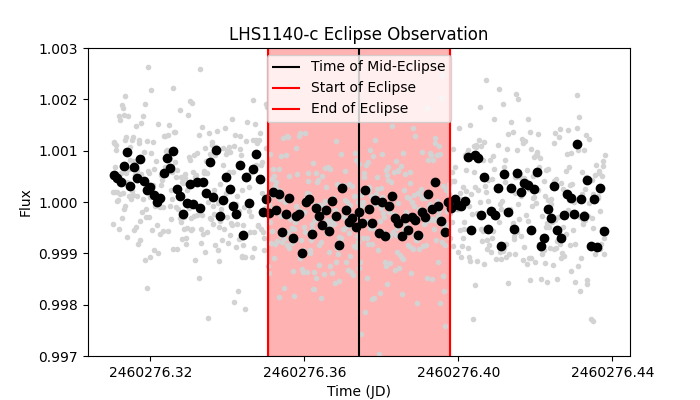 LHS1140-c Eclipse Observation
1.003
1.002
1.001
1.000
0.999
0.998
0.997
Flux
Time of Mid-Eclipse
Start of Eclipse
End of Eclipse
2460276.32 2460276.36 2460276.40 2460276.44
Time (JD)